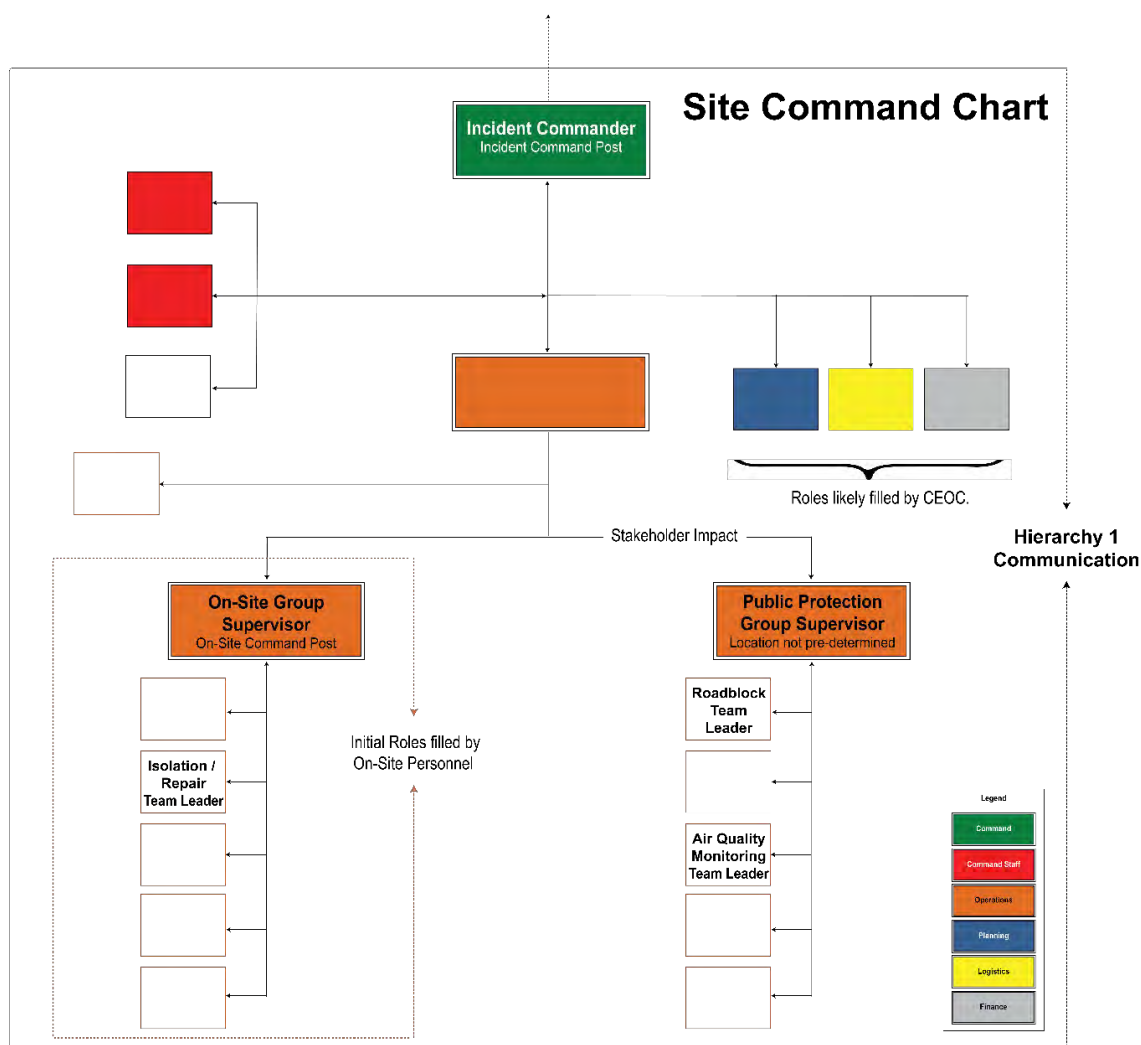 Site Command Chart
Incident Commander
Incident Command Post
Roles likely filled by CEOC.
Hierarchy 1
Communication
Stakeholder Impact
On-Site Group
Supervisor
On-Site Command Post
Public Protection
Group Supervisor
Location not pre-determined
Roadblock
Team
Leader
Initial Roles filled by
On-Site Personnel
Isolation /
Repair
Team Leader
Air Quality
Monitoring
Team Leader
Legend
Command
Command Staff
Operations
Planning
Logistics
Finance